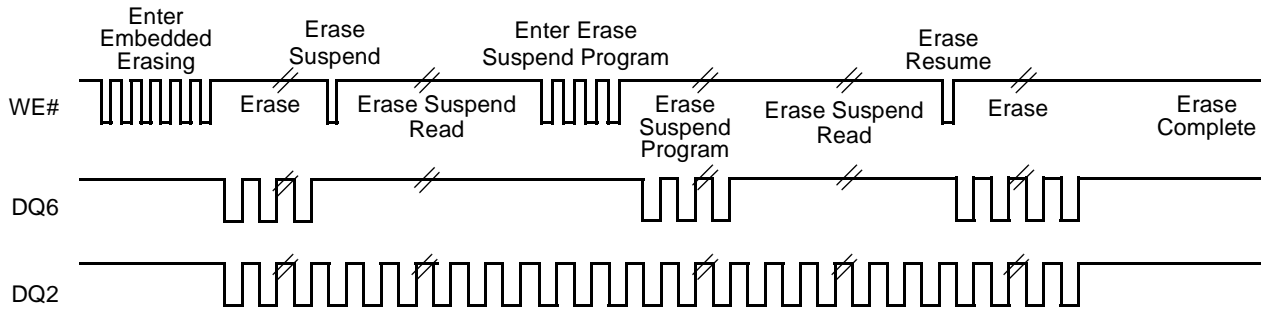 Enter
Embedded
Erasing
Erase
Suspend
Enter Erase
Suspend Program
Erase
Resume
WE#
Erase
Erase Suspend
Read
Erase
Suspend
Program
Erase Suspend
Read
Erase
Erase
Complete
DQ6
DQ2